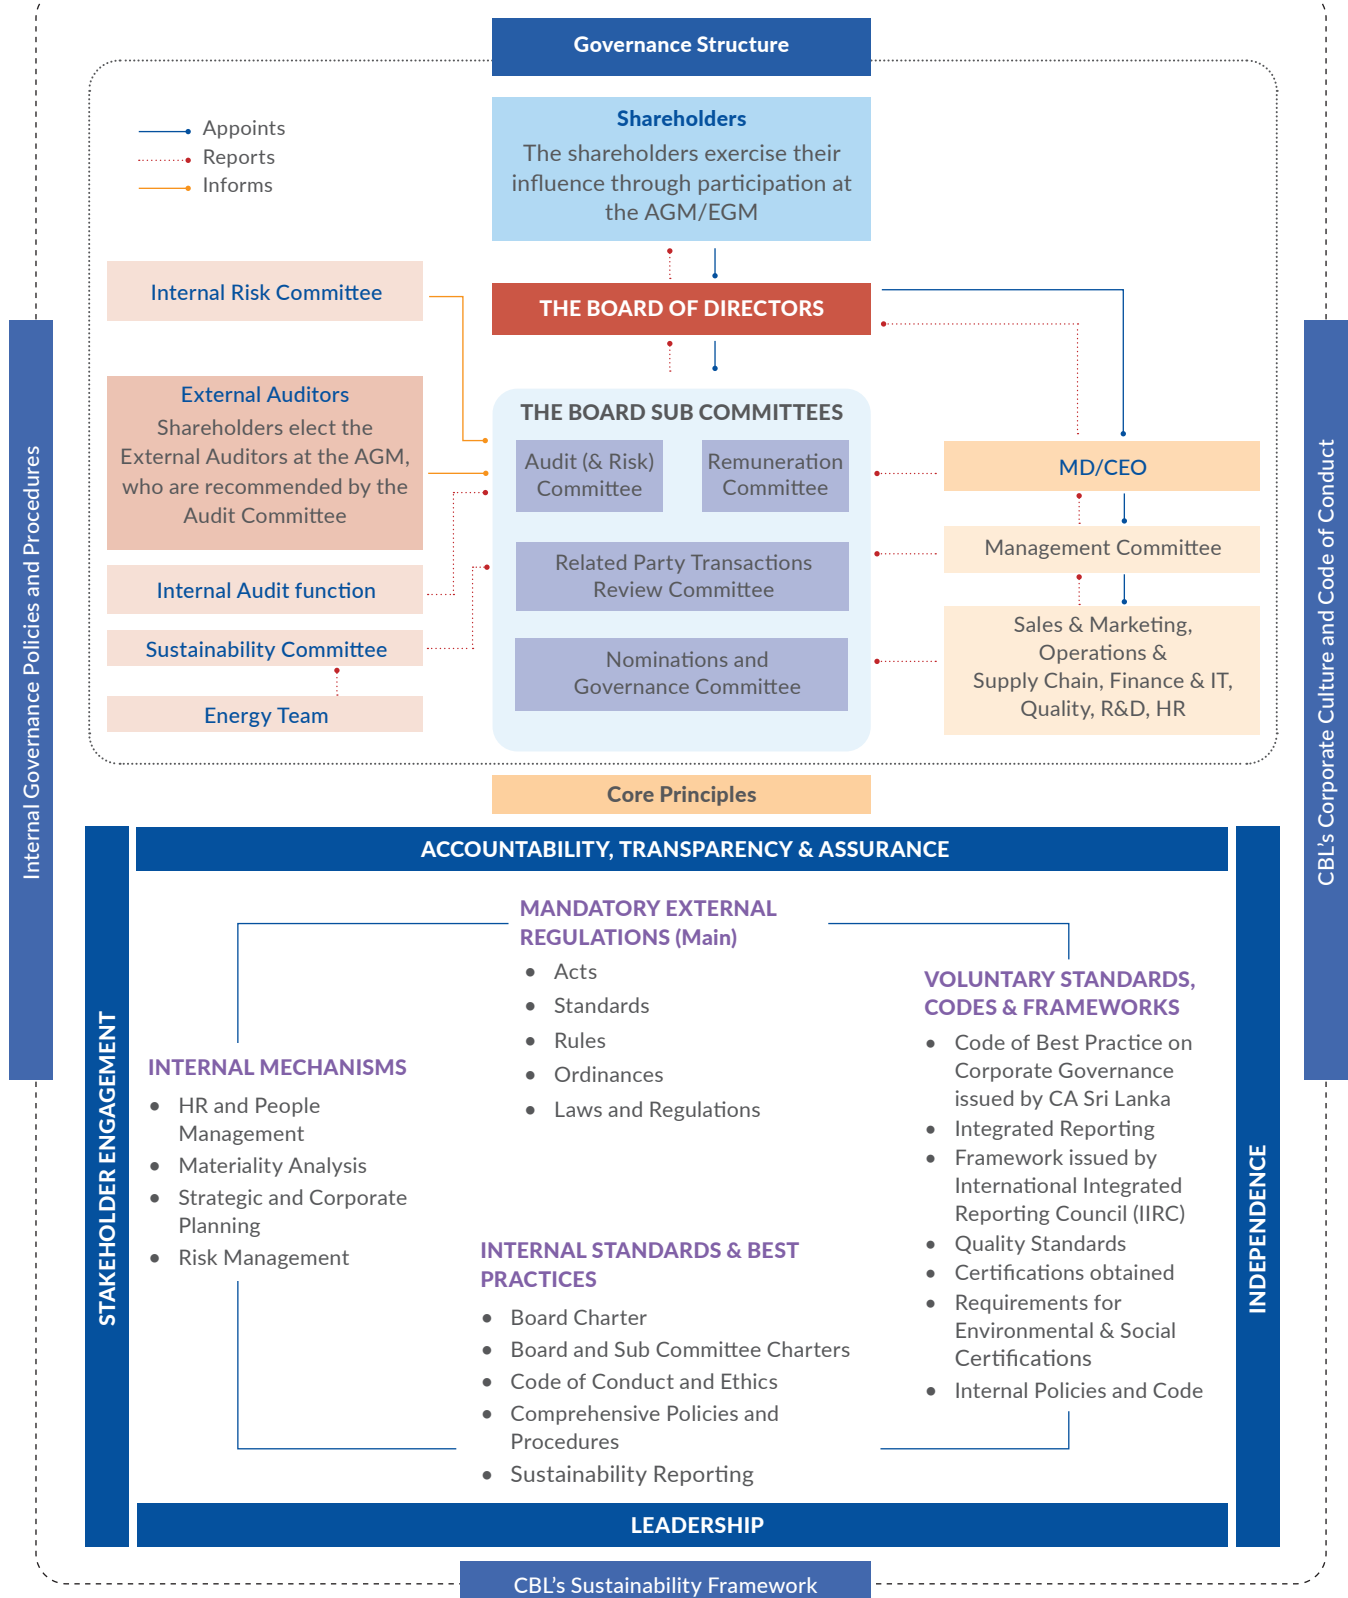 Governance Structure
Appoints
Reports
Informs
Shareholders
The shareholders exercise their
influence through participation at
the AGM/EGM
THE BOARD OF DIRECTORS
Internal Risk Committee
External Auditors
Shareholders elect the
External Auditors at the AGM,
who are recommended by the
Audit Committee
Internal Audit function
Sustainability Committee
Energy Team
THE BOARD SUB COMMITTEES
Audit (& Risk)
Committee
Remuneration
Committee
Related Party Transactions
Review Committee
Nominations and
Governance Committee
MD/CEO
Management Committee
Sales & Marketing,
Operations &
Supply Chain, Finance & IT,
Quality, R&D, HR
Internal Governance Policies and Procedures
CBL's Corporate Culture and Code of Conduct
Core Principles
ACCOUNTABILITY, TRANSPARENCY & ASSURANCE
STAKEHOLDER ENGAGEMENT
INTERNAL MECHANISMS
● HR and People
Management
● Materiality Analysis
● Strategic and Corporate
Planning
● Risk Management
MANDATORY EXTERNAL
REGULATIONS (Main)
● Acts
● Standards
● Rules
● Ordinances
● Laws and Regulations
INTERNAL STANDARDS & BEST
PRACTICES
● Board Charter
● Board and Sub Committee Charters
● Code of Conduct and Ethics
● Comprehensive Policies and
Procedures
● Sustainability Reporting
VOLUNTARY STANDARDS,
CODES & FRAMEWORKS
● Code of Best Practice on
Corporate Governance
issued by CA Sri Lanka
● Integrated Reporting
● Framework issued by
International Integrated
Reporting Council (IIRC)
● Quality Standards
● Certifications obtained
● Requirements for
Environmental & Social
Certifications
● Internal Policies and Code
INDEPENDENCE
LEADERSHIP
CBL's Sustainability Framework